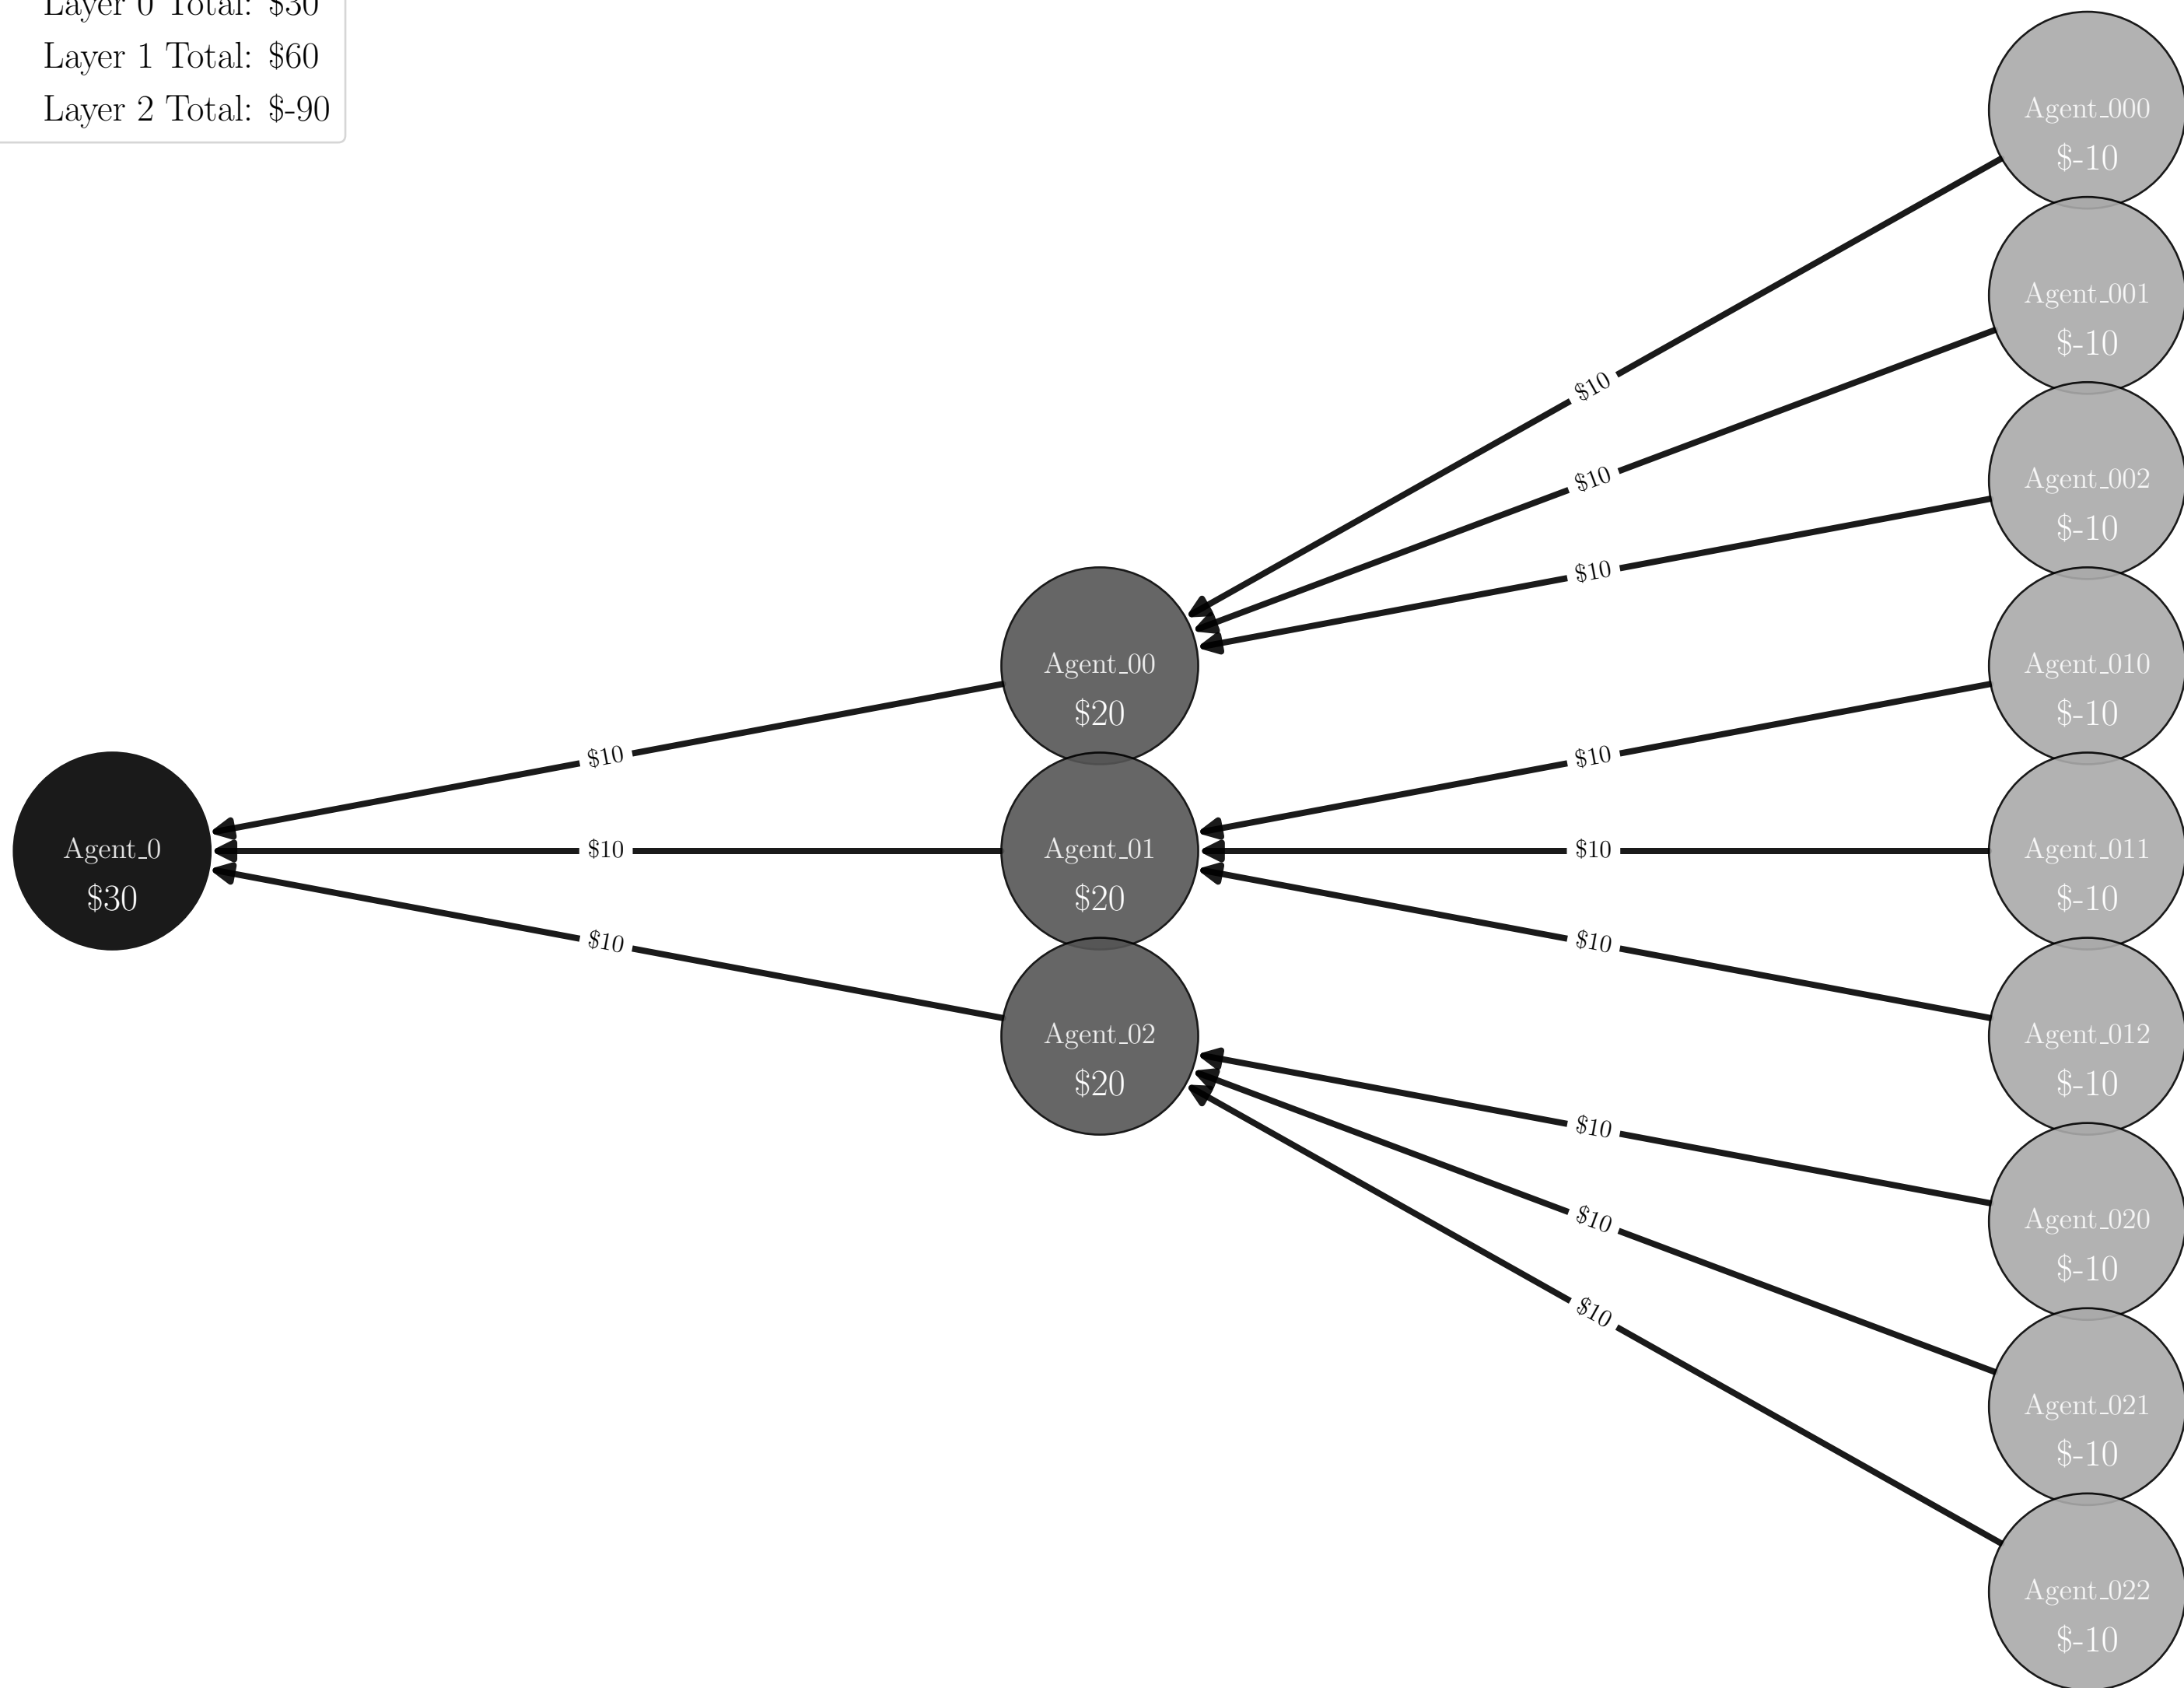 Layer 0 Total: $30
Layer 1 Total: $60
Layer 2 Total: $-90
Agent_0
$30
$10
$10
$10
Agent_00
$20
Agent_01
$20
Agent_02
$20
$10
$10
$10
$10
$10
$10
$10
$10
$10
Agent_000
$-10
Agent_001
$-10
Agent_002
$-10
Agent_010
$-10
Agent_011
$-10
Agent_012
$-10
Agent_020
$-10
Agent_021
$-10
Agent_022
$-10